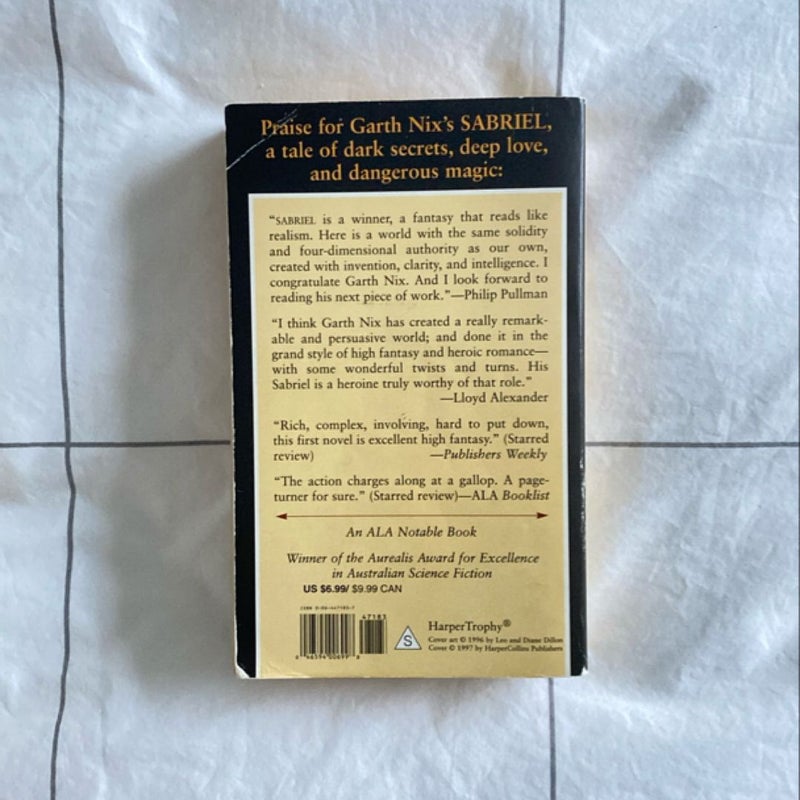 Praise for Garth Nix's SABRIEL,
a tale of dark secrets, deep love,
and dangerous magic:
"SABRIEL is a winner, a fantasy that reads like
realism. Here is a world with the same solidity
and four-dimensional authority as our own,
created with invention, clarity, and intelligence. I
congratulate Garth Nix. And I look forward to
reading his next piece of work."—Philip Pullman
"I think Garth Nix has created a really remark-
able and persuasive world; and done it in the
grand style of high fantasy and heroic romance—
with some wonderful twists and turns. His
Sabriel is a heroine truly worthy of that role."
—Lloyd Alexander
"Rich, complex, involving, hard to put down,
this first novel is excellent high fantasy." (Starred
review) —Publishers Weekly
"The action charges along at a gallop. A page-
turner for sure." (Starred review)—ALA Booklist
An ALA Notable Book
Winner of the Aurealis Award for Excellence
in Australian Science Fiction
US $6.99/ $9.99 CAN
ISBN 0-06-447183-7
47183
S
HarperTrophy®
Cover art © 1996 by Leo and Diane Dillon
Cover © 1997 by HarperCollins Publishers